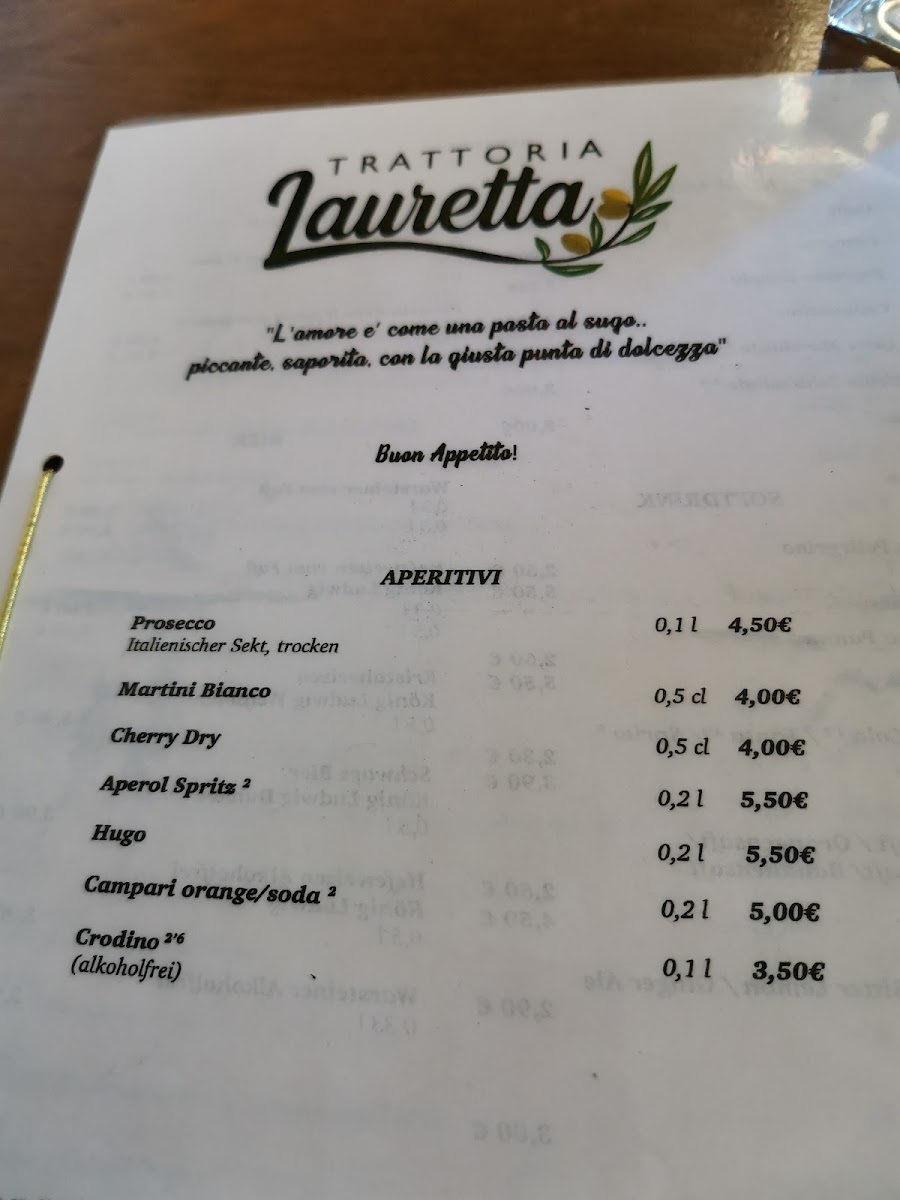 TRATTORIA
Lauretta
"L'amore e' come una pasta al sugo..
piccante, saporita, con la giusta punta di dolcezza"
Buon Appetito!
APERITIVI
Prosecco 0,1 l 4,50€
Italienischer Sekt, trocken
Martini Bianco 0,5 cl 4,00€
Cherry Dry 0,5 cl 4,00€
Aperol Spritz ² 0,2 l 5,50€
Hugo 0,2 l 5,50€
Campari orange/soda ² 0,2 l 5,00€
Crodino ²'⁶ 0,1 l 3,50€
(alkoholfrei)